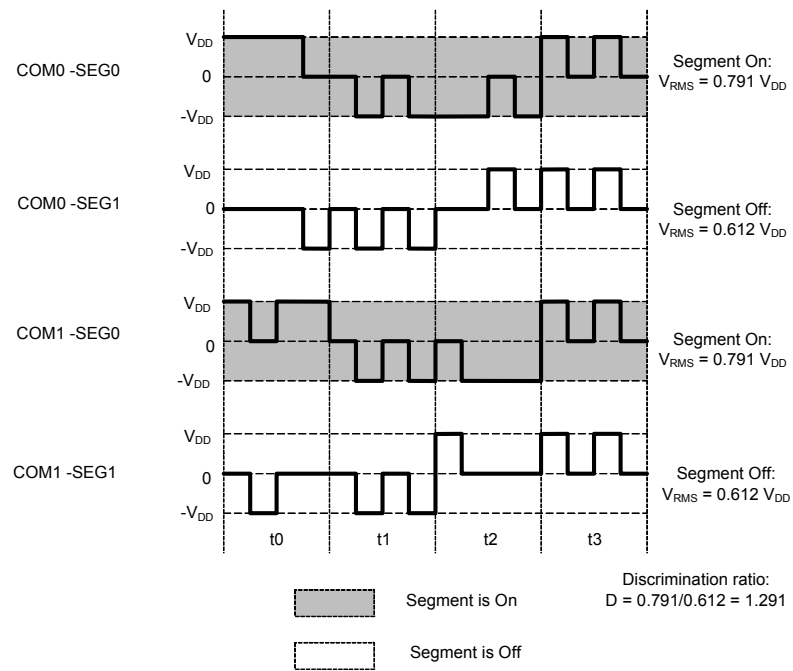 V_DD
COM0 -SEG0
0
-V_DD
Segment On:
V_RMS = 0.791 V_DD
V_DD
COM0 -SEG1
0
-V_DD
Segment Off:
V_RMS = 0.612 V_DD
V_DD
COM1 -SEG0
0
-V_DD
Segment On:
V_RMS = 0.791 V_DD
V_DD
COM1 -SEG1
0
-V_DD
Segment Off:
V_RMS = 0.612 V_DD
t0 t1 t2 t3
Segment is On
Discrimination ratio:
D = 0.791/0.612 = 1.291
Segment is Off